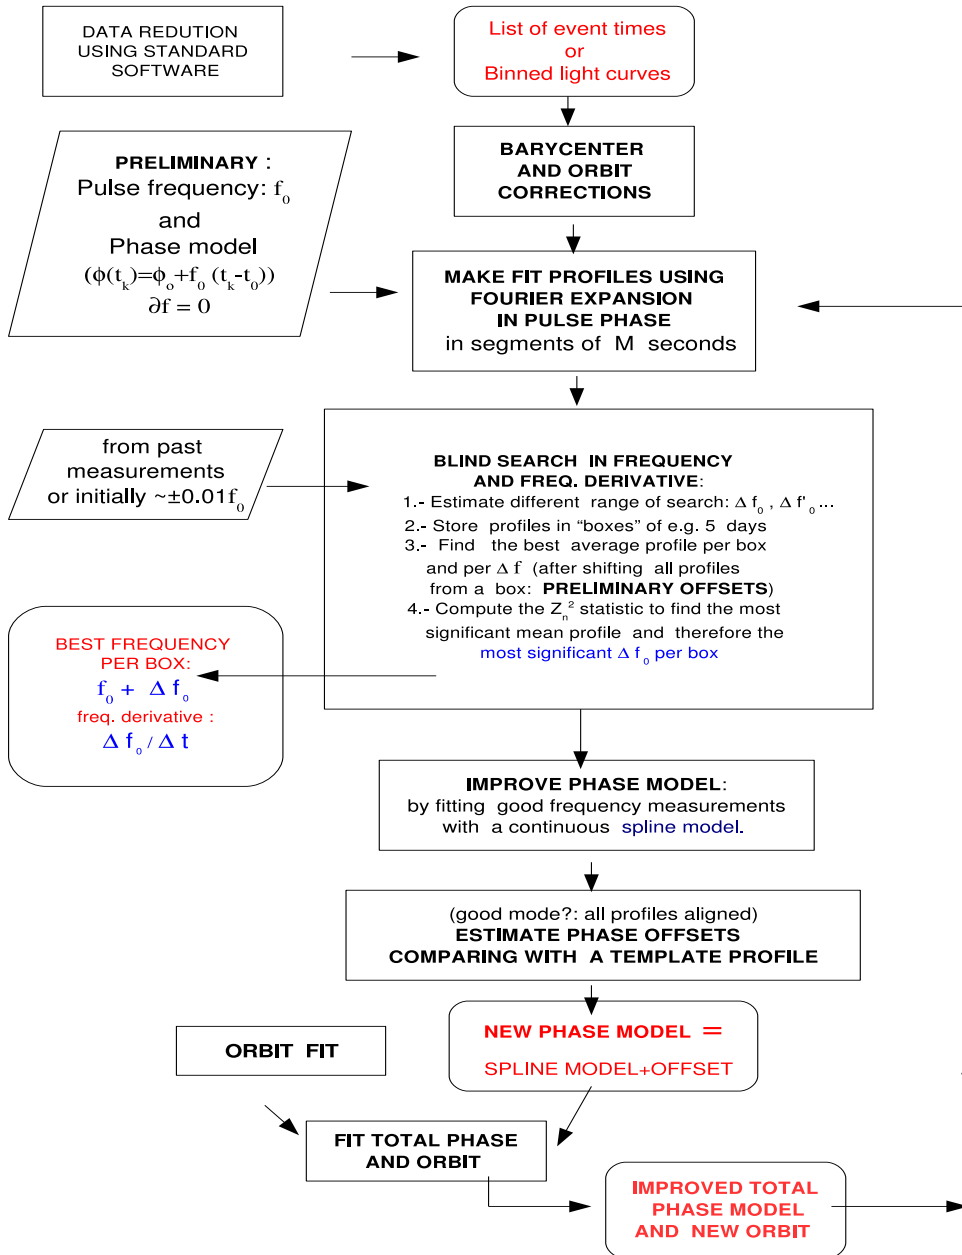 DATA REDUTION
USING STANDARD
SOFTWARE
List of event times
or
Binned light curves
BARYCENTER
AND ORBIT
CORRECTIONS
PRELIMINARY :
Pulse frequency: f₀
and
Phase model
(ϕ(tₖ)=ϕₒ+f₀ (tₖ-t₀))
∂f = 0
MAKE FIT PROFILES USING
FOURIER EXPANSION
IN PULSE PHASE
in segments of M seconds
from past
measurements
or initially ~±0.01f₀
BLIND SEARCH IN FREQUENCY
AND FREQ. DERIVATIVE:
1.- Estimate different range of search: Δ f₀ , Δ f'₀ ...
2.- Store profiles in “boxes” of e.g. 5 days
3.- Find the best average profile per box
and per Δ f (after shifting all profiles
from a box: PRELIMINARY OFFSETS)
4.- Compute the Zₙ² statistic to find the most
significant mean profile and therefore the
most significant Δ f₀ per box
BEST FREQUENCY
PER BOX:
f₀ + Δ f₀
freq. derivative :
Δ f₀ / Δ t
IMPROVE PHASE MODEL:
by fitting good frequency measurements
with a continuous spline model.
(good mode?: all profiles aligned)
ESTIMATE PHASE OFFSETS
COMPARING WITH A TEMPLATE PROFILE
NEW PHASE MODEL =
SPLINE MODEL+OFFSET
ORBIT FIT
FIT TOTAL PHASE
AND ORBIT
IMPROVED TOTAL
PHASE MODEL
AND NEW ORBIT